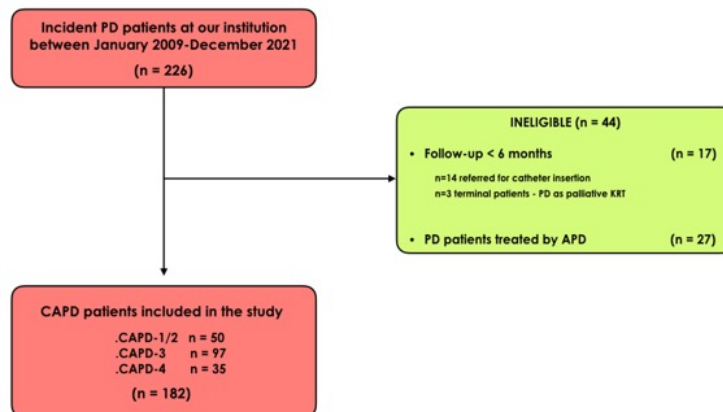 Incident PD patients at our institution
between January 2009-December 2021
(n = 226)
INELIGIBLE (n = 44)
• Follow-up < 6 months (n = 17)
n=14 referred for catheter insertion
n=3 terminal patients - PD as palliative KRT
• PD patients treated by APD (n = 27)
CAPD patients included in the study
.CAPD-1/2 n = 50
.CAPD-3 n = 97
.CAPD-4 n = 35
(n = 182)